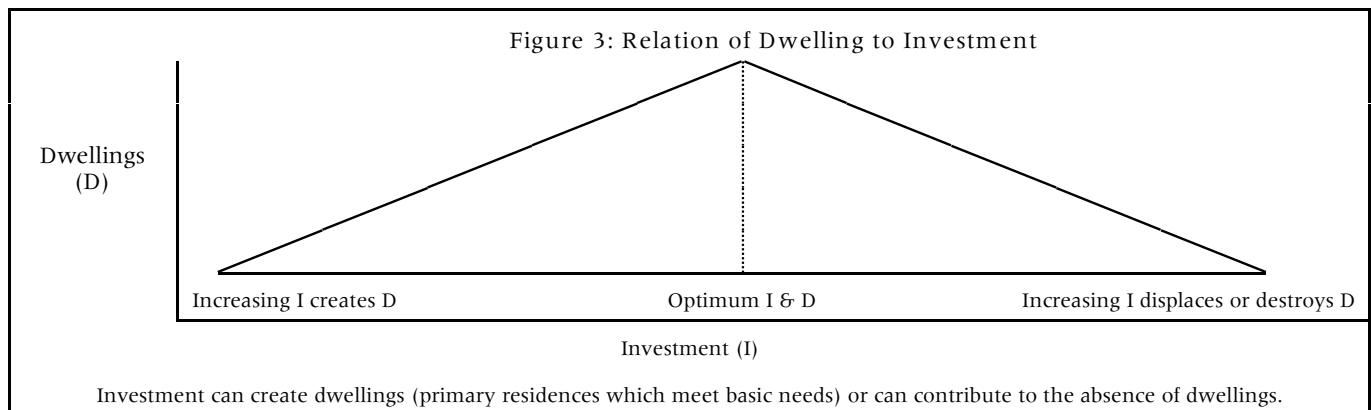 Figure 3: Relation of Dwelling to Investment
Dwellings
(D)
Increasing I creates D
Optimum I & D
Increasing I displaces or destroys D
Investment (I)
Investment can create dwellings (primary residences which meet basic needs) or can contribute to the absence of dwellings.